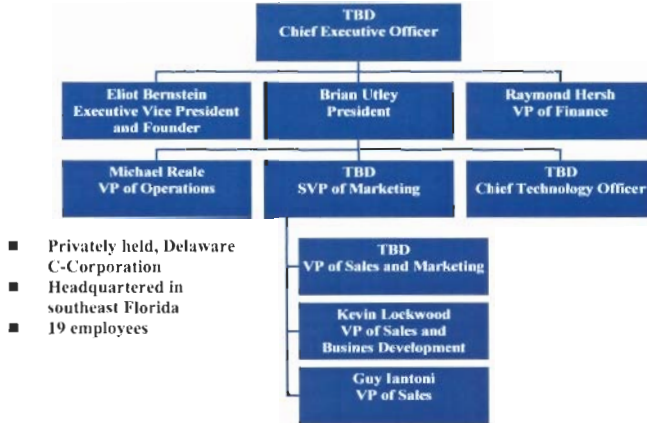 TBD
Chief Executive Officer
Eliot Bernstein
Executive Vice President
and Founder
Brian Utley
President
Raymond Hersh
VP of Finance
Michael Reale
VP of Operations
TBD
SVP of Marketing
TBD
Chief Technology Officer
■ Privately held, Delaware
C-Corporation
■ Headquartered in
southeast Florida
■ 19 employees
TBD
VP of Sales and Marketing
Kevin Lockwood
VP of Sales and
Busines Development
Guy Iantoni
VP of Sales